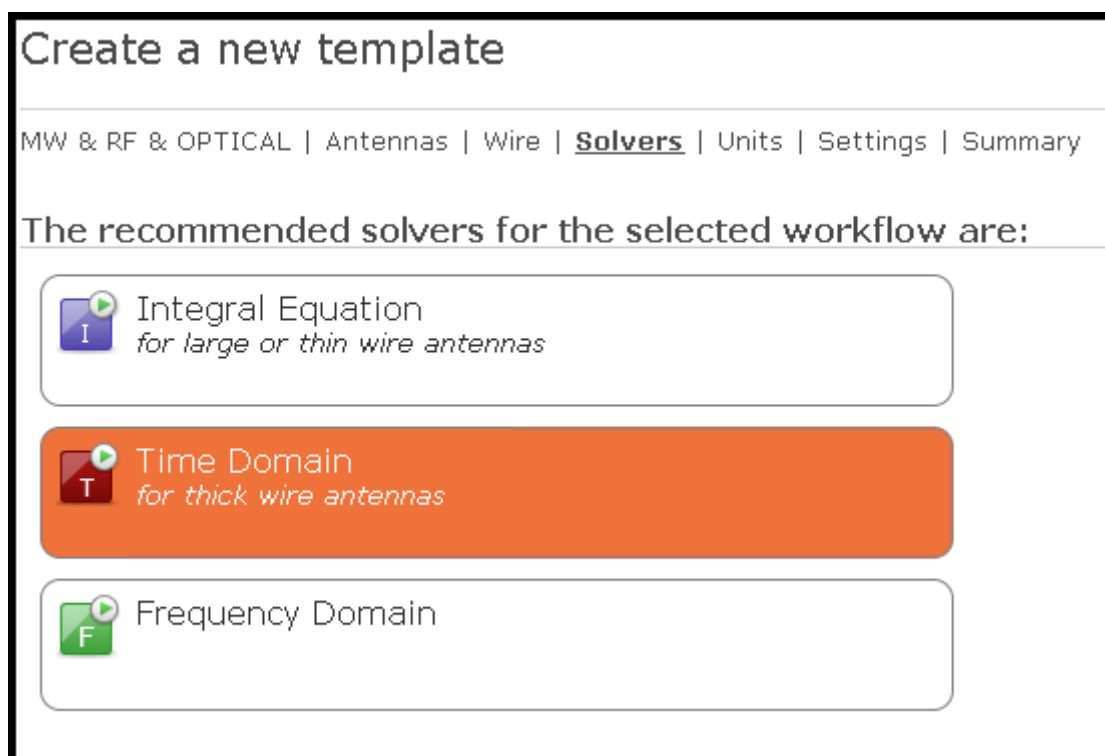 Create a new template
MW & RF & OPTICAL | Antennas | Wire | Solvers | Units | Settings | Summary
The recommended solvers for the selected workflow are:
I
Integral Equation
for large or thin wire antennas
T
Time Domain
for thick wire antennas
F
Frequency Domain